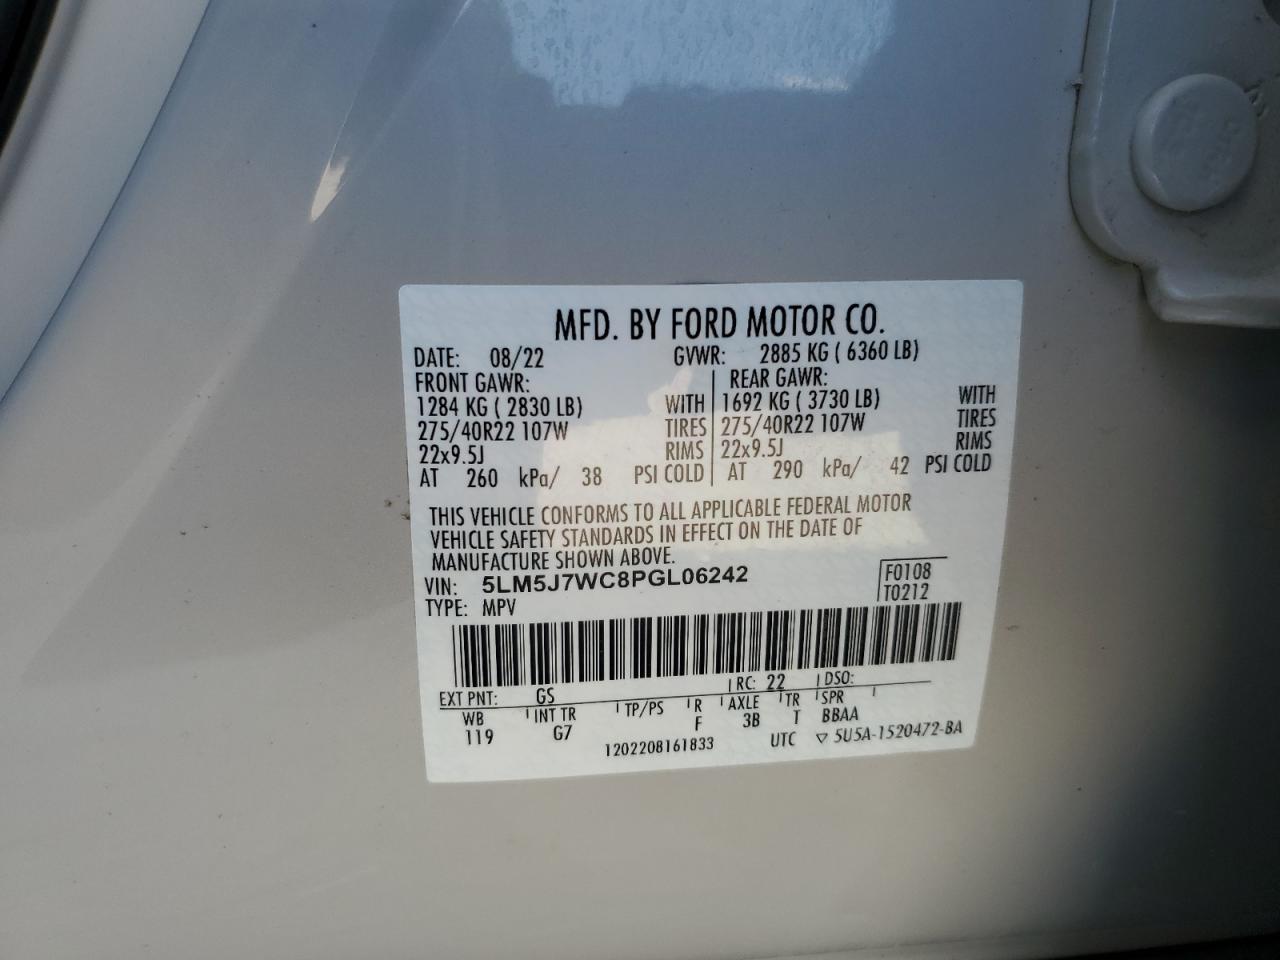 MFD. BY FORD MOTOR CO.
DATE: 08/22 GVWR: 2885 KG ( 6360 LB)
FRONT GAWR: REAR GAWR:
1284 KG ( 2830 LB) WITH 1692 KG ( 3730 LB) WITH
275/40R22 107W TIRES 275/40R22 107W TIRES
22x9.5J RIMS 22x9.5J RIMS
AT 260 kPa/ 38 PSI COLD AT 290 kPa/ 42 PSI COLD
THIS VEHICLE CONFORMS TO ALL APPLICABLE FEDERAL MOTOR
VEHICLE SAFETY STANDARDS IN EFFECT ON THE DATE OF
MANUFACTURE SHOWN ABOVE.
VIN: 5LM5J7WC8PGL06242 F0108
TYPE: MPV T0212
EXT PNT: GS RC: 22 DSO:
WB INT TR TP/PS R AXLE TR SPR
119 G7 F 3B T BBAA
1202208161833 UTC ▽ 5U5A-1520472-BA